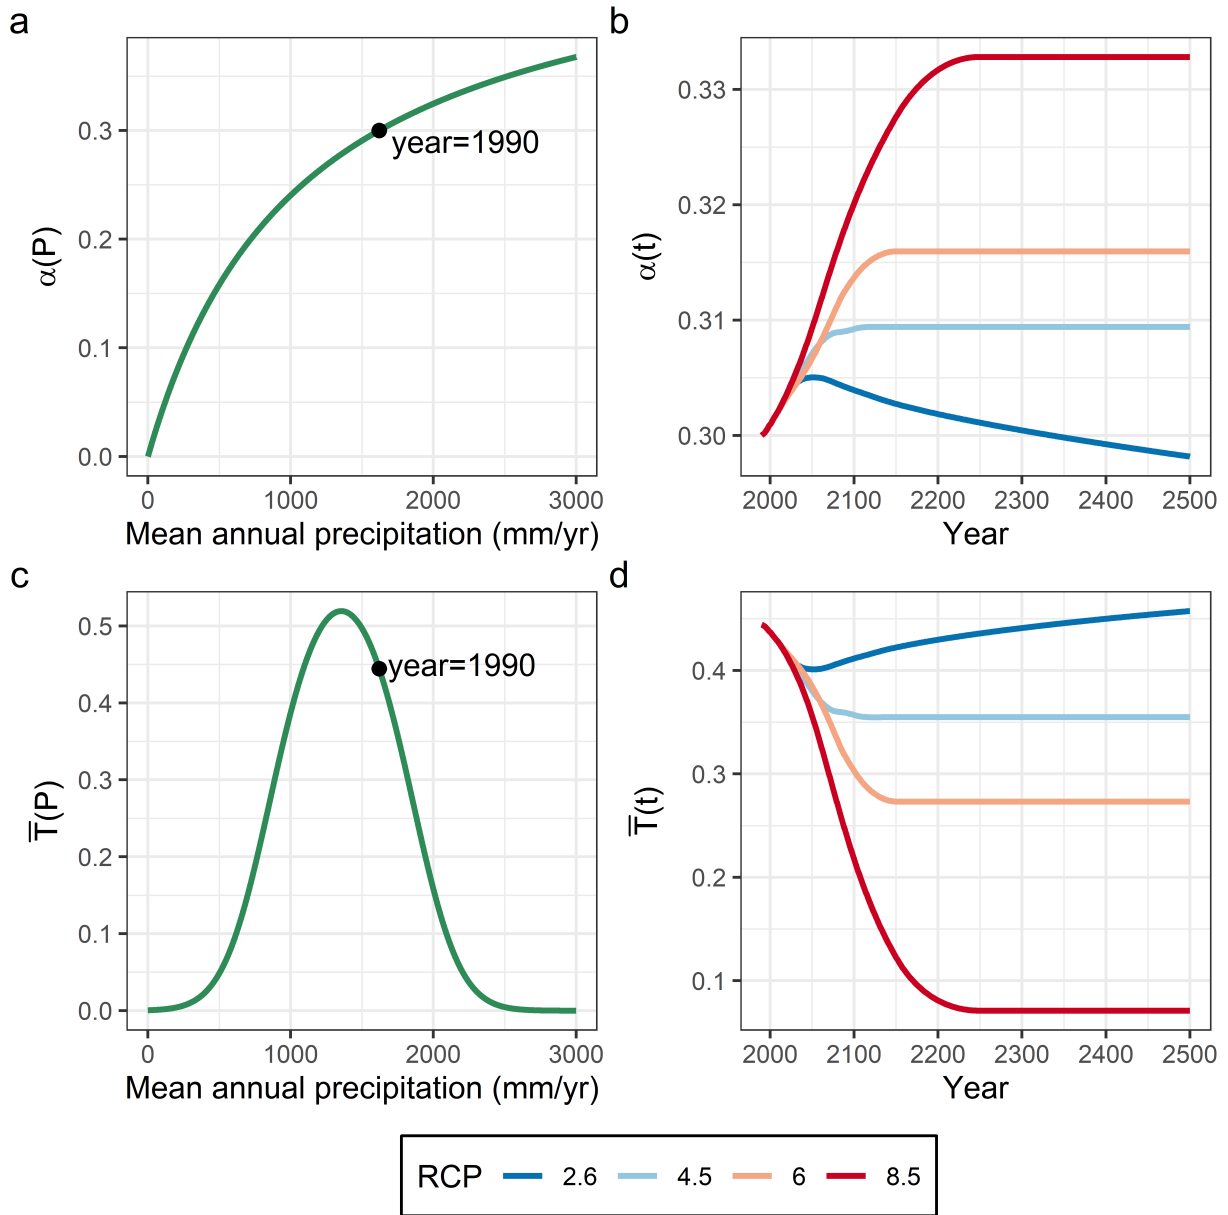 a
0.3
0.2
0.1
0.0
α(P)
year=1990
0 1000 2000 3000
Mean annual precipitation (mm/yr)
b
0.33
0.32
0.31
0.30
α(t)
2000 2100 2200 2300 2400 2500
Year
c
0.5
0.4
0.3
0.2
0.1
0.0
T̿(P)
year=1990
0 1000 2000 3000
Mean annual precipitation (mm/yr)
d
0.4
0.3
0.2
0.1
T̿(t)
2000 2100 2200 2300 2400 2500
Year
RCP 2.6 4.5 6 8.5